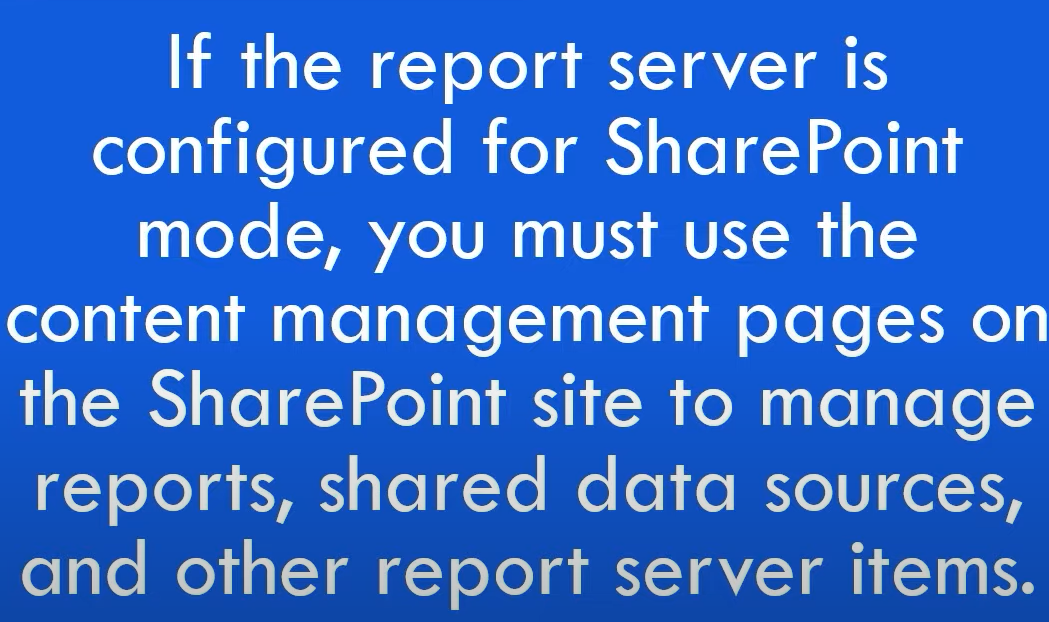 If the report server is
configured for SharePoint
mode, you must use the
content management pages on
the SharePoint site to manage
reports, shared data sources,
and other report server items.